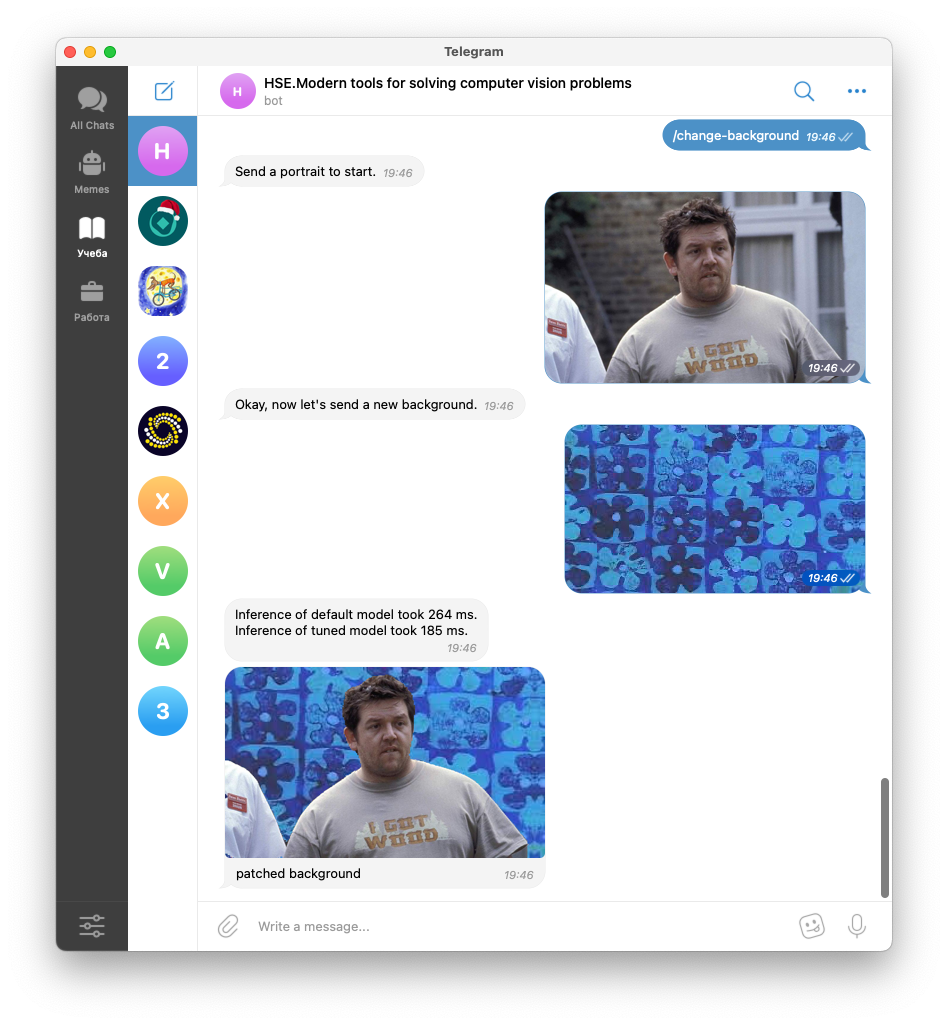 Telegram
All Chats
Memes
Учеба
Работа
H
2
X
V
A
3
H
HSE.Modern tools for solving computer vision problems
bot
/change-background 19:46
Send a portrait to start. 19:46
I GOT
WOOD
19:46
Okay, now let's send a new background. 19:46
19:46
Inference of default model took 264 ms.
Inference of tuned model took 185 ms.
19:46
I GOT
WOOD
patched background 19:46
Write a message...